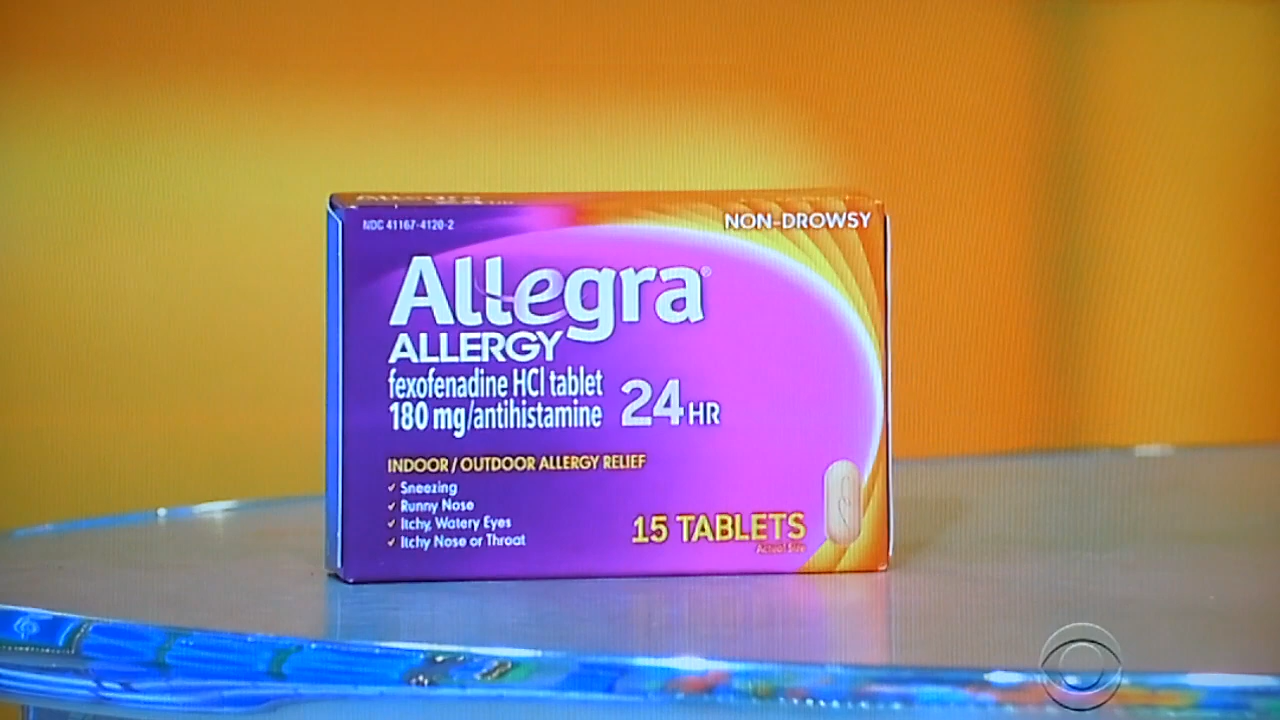 Allegra
NDC 41167-4120-2
NON-DROWSY
Allegra®
ALLERGY
fexofenadine HCl tablet
180 mg/antihistamine
24 HR
INDOOR / OUTDOOR ALLERGY RELIEF
✓ Sneezing
✓ Runny Nose
✓ Itchy, Watery Eyes
✓ Itchy Nose or Throat
15 TABLETS
Actual Size